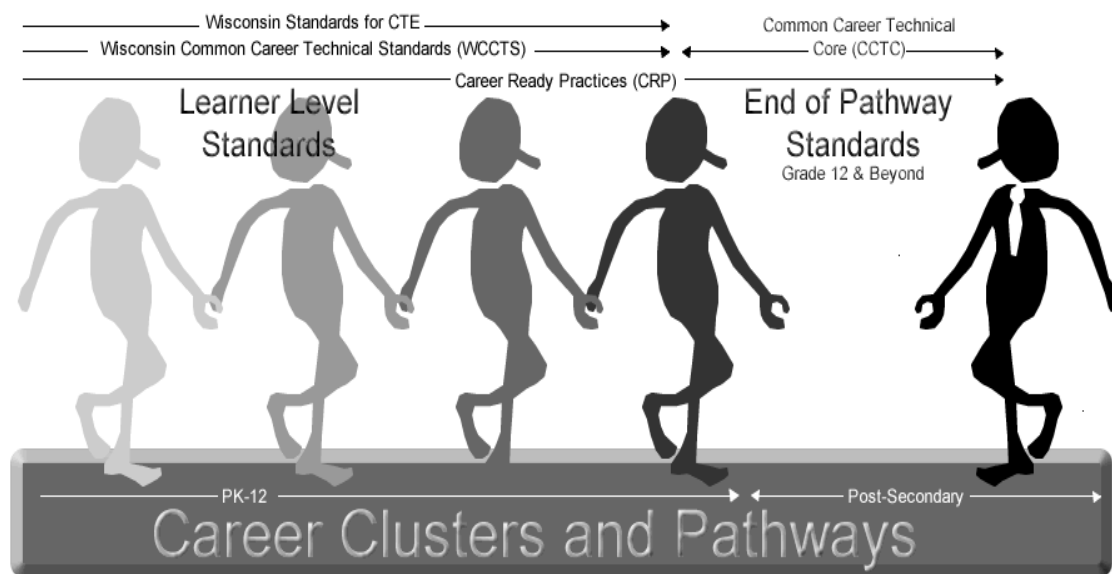 Wisconsin Standards for CTE
Wisconsin Common Career Technical Standards (WCCTS)
Common Career Technical
Core (CCTC)
Career Ready Practices (CRP)
Learner Level
Standards
End of Pathway
Standards
Grade 12 & Beyond
PK-12
Post-Secondary
Career Clusters and Pathways